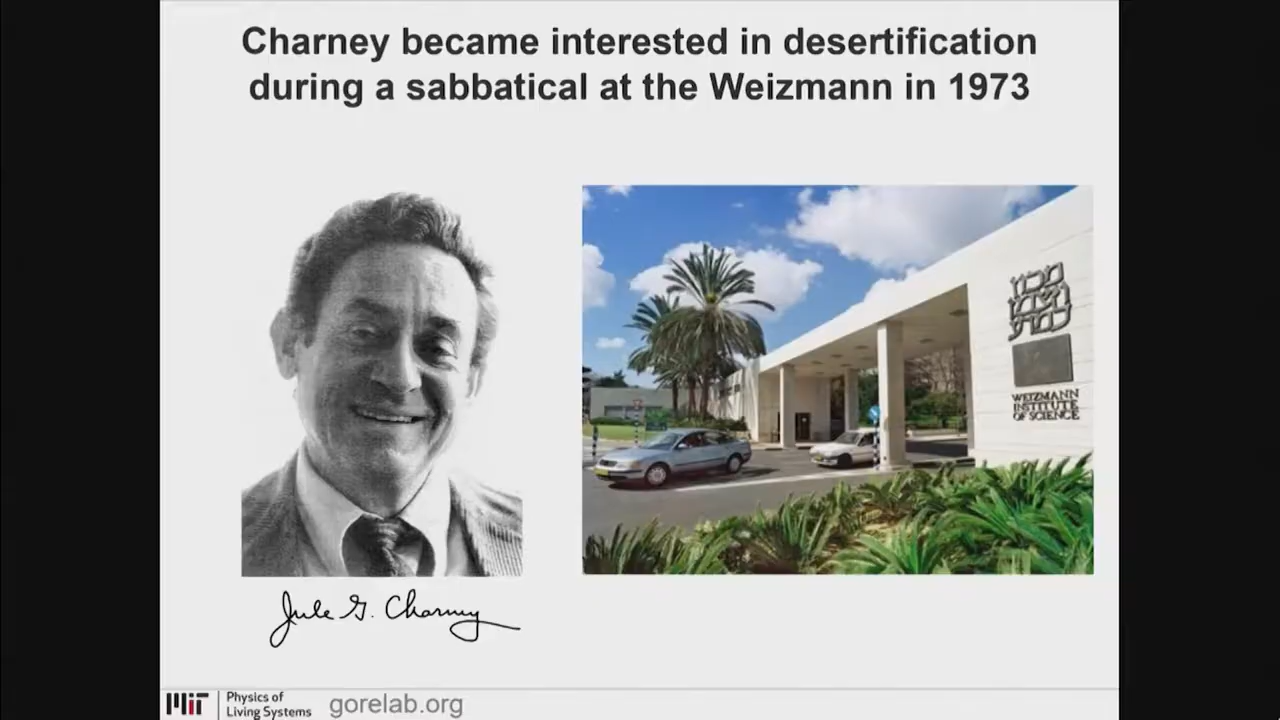 Charney became interested in desertification
during a sabbatical at the Weizmann in 1973
מכון
ויצמן
למדע
WEIZMANN
INSTITUTE
OF SCIENCE
Jule G. Charney
MIT
Physics of
Living Systems
gorelab.org